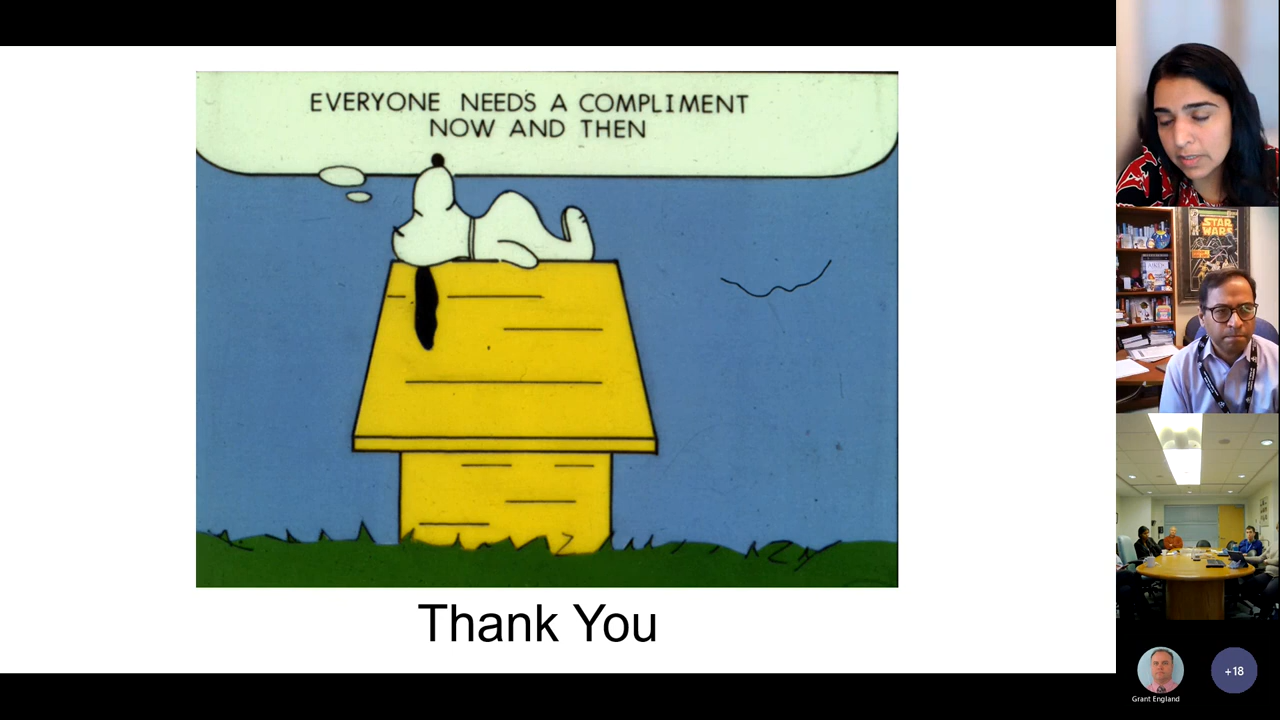 EVERYONE NEEDS A COMPLIMENT
NOW AND THEN
Thank You
STAR
WARS
Grant England
+18